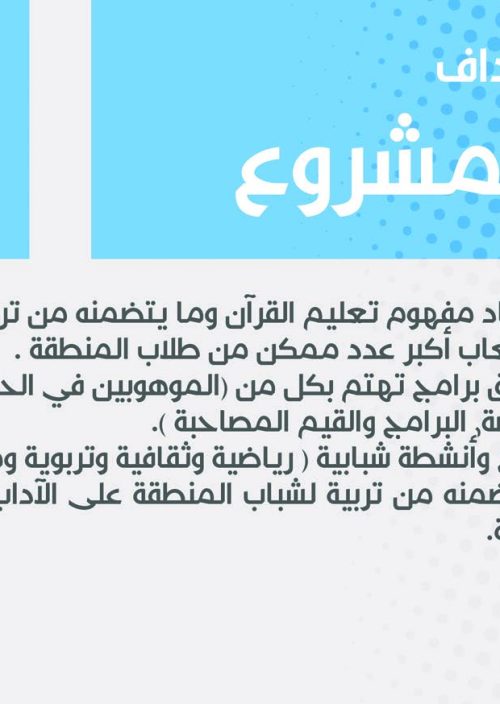 داف
مشروع
اد مفهوم تعليم القرآن وما يتضمنه من تر
عاب أكبر عدد ممكن من طلاب المنطقة .
ق برامج تهتم بكل من (الموهوبين في الح
ة, البرامج والقيم المصاحبة ).
وأنشطة شبابية ( رياضية وثقافية وتربوية و
ضمنه من تربية لشباب المنطقة على الآداب
ة.